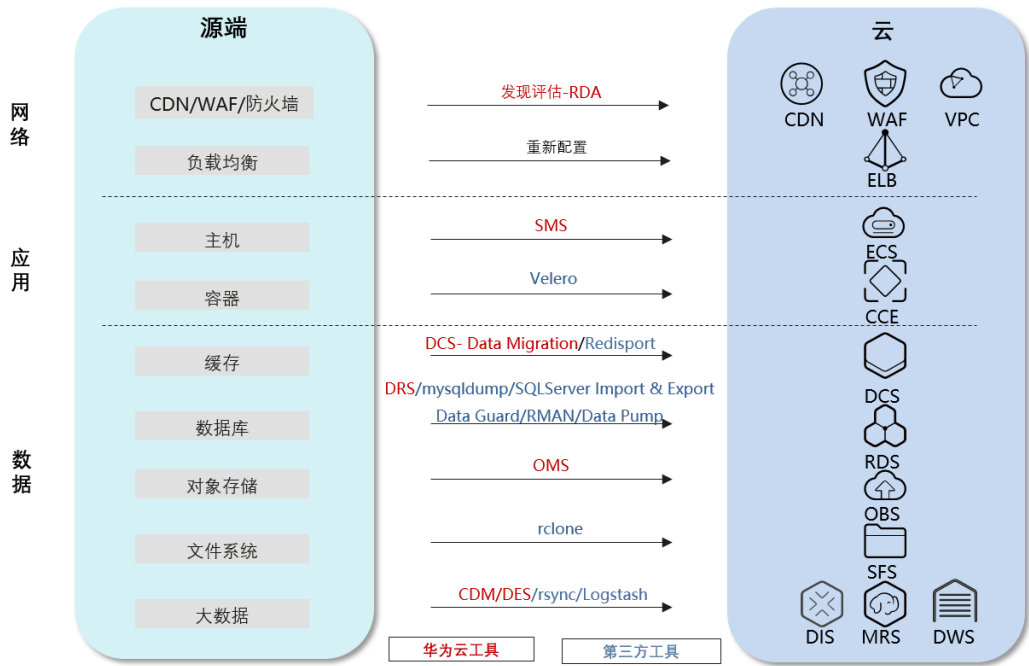 源端
云
网络
CDN/WAF/防火墙
发现评估-RDA
CDN
WAF
VPC
负载均衡
重新配置
ELB
应用
主机
SMS
ECS
容器
Velero
CCE
数据
缓存
DCS- Data Migration/Redisport
DCS
数据库
DRS/mysqldump/SQLServer Import & Export
Data Guard/RMAN/Data Pump
RDS
对象存储
OMS
OBS
文件系统
rclone
SFS
大数据
CDM/DES/rsync/Logstash
DIS
MRS
DWS
华为云工具
第三方工具